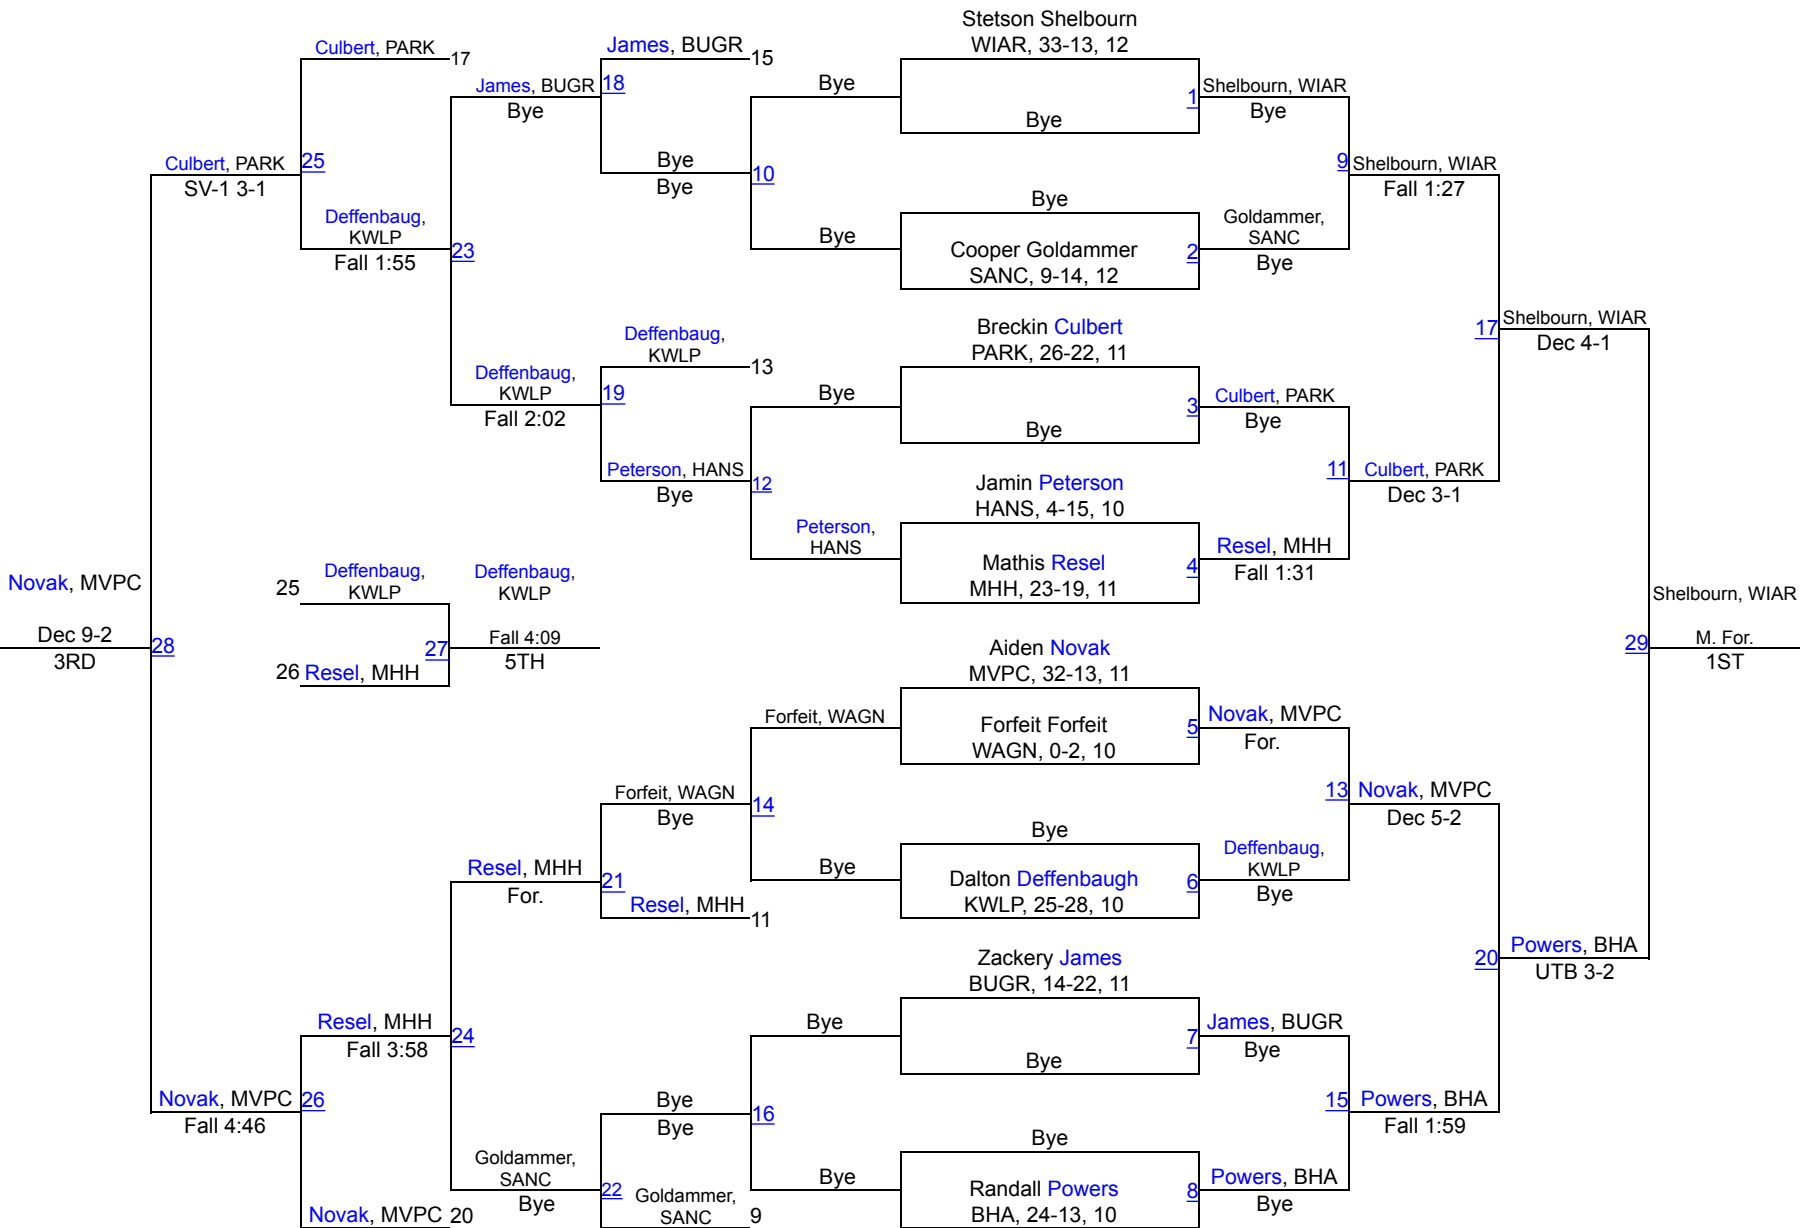 Stetson Shelbourn
WIAR, 33-13, 12
Bye
Bye
Cooper Goldammer
SANC, 9-14, 12
Breckin Culbert
PARK, 26-22, 11
Bye
Jamin Peterson
HANS, 4-15, 10
Mathis Resel
MHH, 23-19, 11
Aiden Novak
MVPC, 32-13, 11
Forfeit Forfeit
WAGN, 0-2, 10
Bye
Dalton Deffenbaugh
KWLP, 25-28, 10
Zackery James
BUGR, 14-22, 11
Bye
Bye
Randall Powers
BHA, 24-13, 10
1
Shelbourn, WIAR
Bye
2
Goldammer,
SANC
Bye
3
Culbert, PARK
Bye
4
Resel, MHH
Fall 1:31
5
Novak, MVPC
For.
6
Deffenbaug,
KWLP
Bye
7
James, BUGR
Bye
8
Powers, BHA
Bye
9
Shelbourn, WIAR
Fall 1:27
11
Culbert, PARK
Dec 3-1
13
Novak, MVPC
Dec 5-2
15
Powers, BHA
Fall 1:59
17
Shelbourn, WIAR
Dec 4-1
20
Powers, BHA
UTB 3-2
29
Shelbourn, WIAR
M. For.
1ST
Bye
Bye
Bye
Peterson,
HANS
Forfeit, WAGN
Bye
Bye
Bye
James, BUGR
15
10
Bye
Bye
Deffenbaug,
KWLP
13
12
Peterson, HANS
Bye
14
Forfeit, WAGN
Bye
Resel, MHH
11
16
Bye
Bye
Goldammer,
SANC
9
18
James, BUGR
Bye
19
Deffenbaug,
KWLP
Fall 2:02
21
Resel, MHH
For.
22
Goldammer,
SANC
Bye
Culbert, PARK
17
23
Deffenbaug,
KWLP
Fall 1:55
24
Resel, MHH
Fall 3:58
Novak, MVPC
20
25
Culbert, PARK
SV-1 3-1
26
Novak, MVPC
Fall 4:46
25
Deffenbaug,
KWLP
26
Resel, MHH
27
Deffenbaug,
KWLP
Fall 4:09
5TH
28
Novak, MVPC
Dec 9-2
3RD